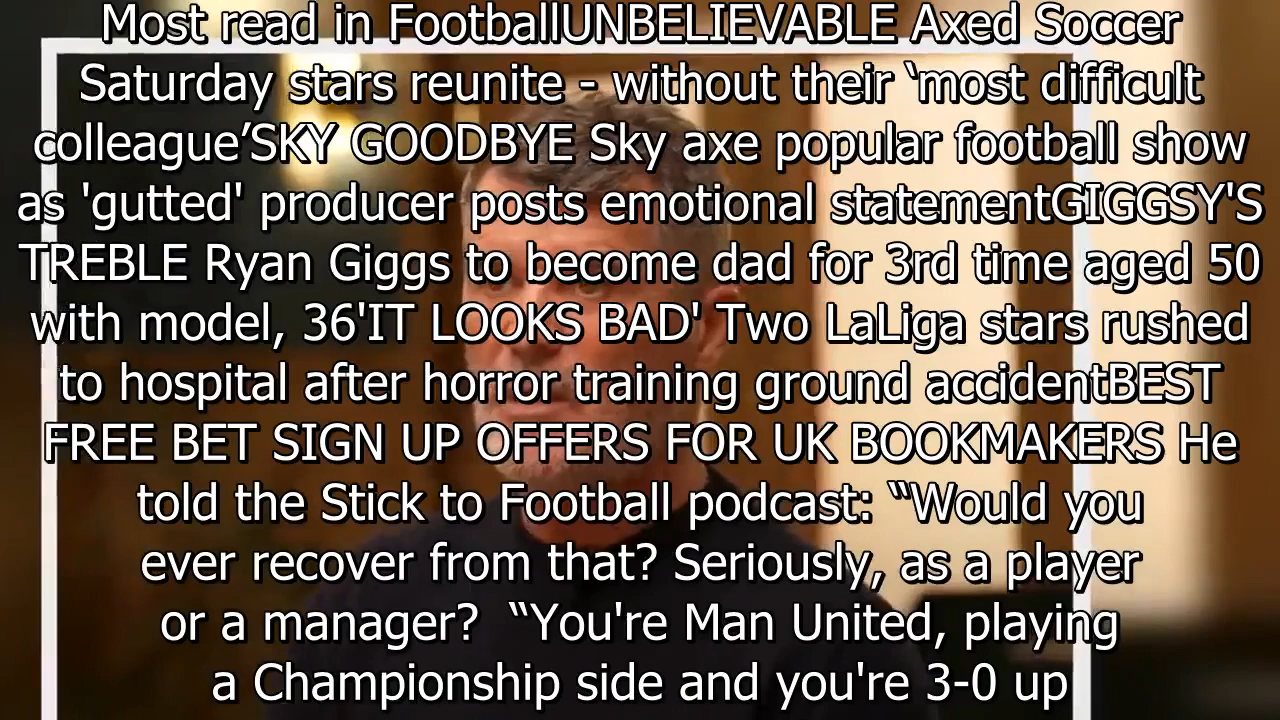 Most read in FootballUNBELIEVABLE Axed Soccer
Saturday stars reunite - without their ‘most difficult
colleague’SKY GOODBYE Sky axe popular football show
as 'gutted' producer posts emotional statementGIGGSY'S
TREBLE Ryan Giggs to become dad for 3rd time aged 50
with model, 36'IT LOOKS BAD' Two LaLiga stars rushed
to hospital after horror training ground accidentBEST
FREE BET SIGN UP OFFERS FOR UK BOOKMAKERS He
told the Stick to Football podcast: “Would you
ever recover from that? Seriously, as a player
or a manager?  “You're Man United, playing
a Championship side and you're 3-0 up